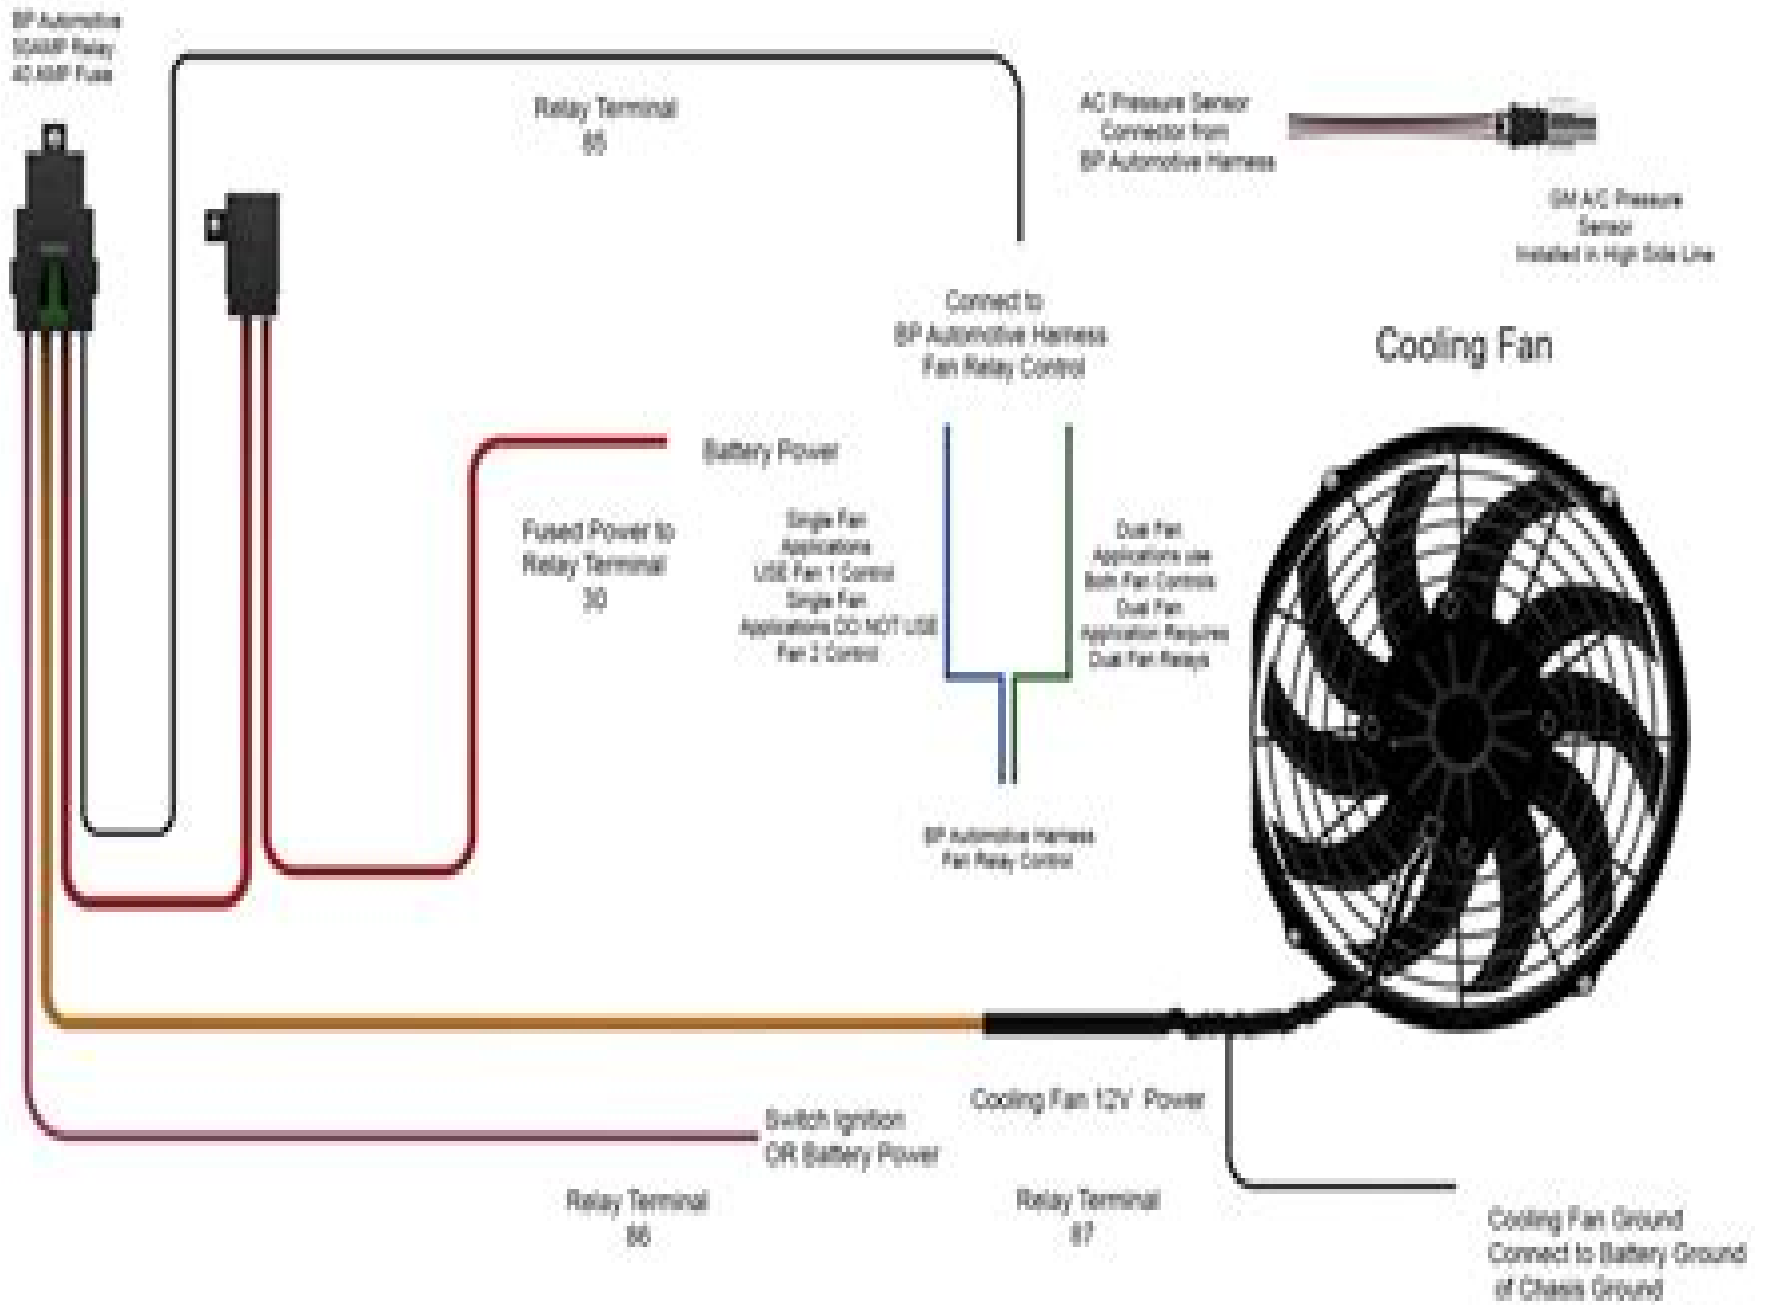 BP Automotive
50AMP Relay
40 AMP Fuse
Relay Terminal
85
AC Pressure Sensor
Connector from
BP Automotive Harness
GM A/C Pressure
Sensor
Installed in High Side Line
Connect to
BP Automotive Harness
Fan Relay Control
Cooling Fan
Battery Power
Fused Power to
Relay Terminal
30
Single Fan
Applications
USE Fan 1 Control
Single Fan
Applications DO NOT USE
Fan 2 Control
Dual Fan
Applications use
Both Fan Controls
Dual Fan
Application Requires
Dual Fan Relays
BP Automotive Harness
Fan Relay Control
Cooling Fan 12V Power
Switch Ignition
OR Battery Power
Relay Terminal
86
Relay Terminal
87
Cooling Fan Ground
Connect to Battery Ground
of Chasis Ground